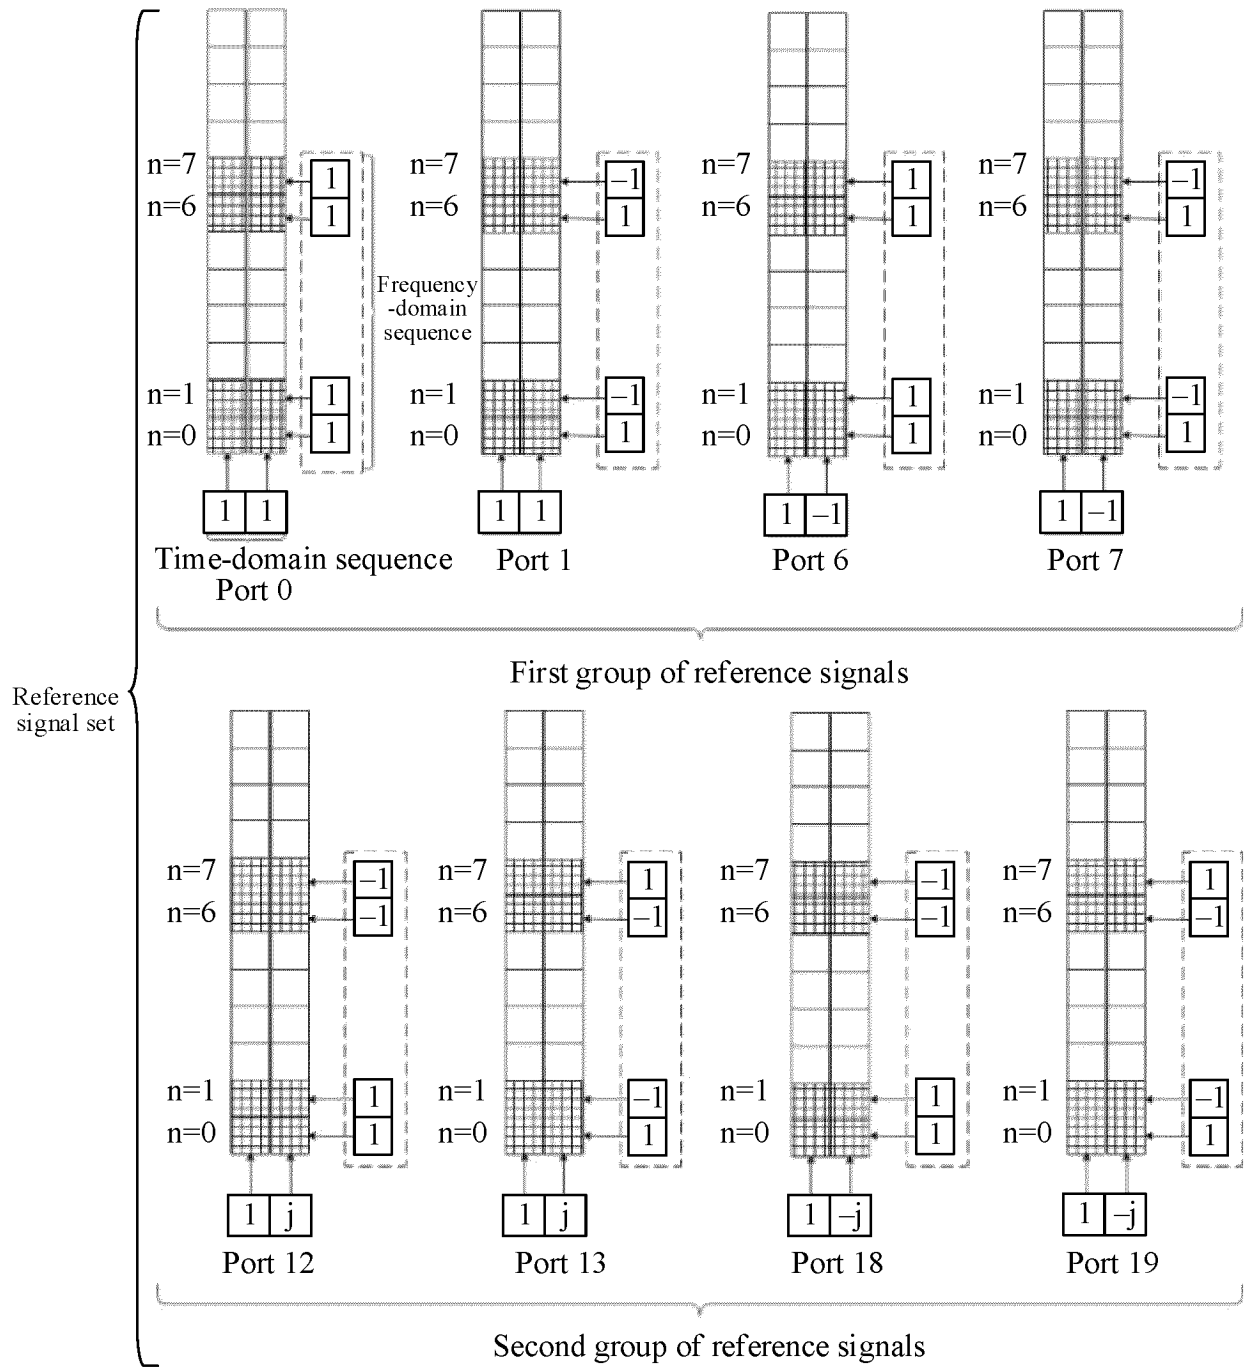 n=7 1 n=7 –1 n=7 1 n=7 –1
n=6 1 n=6 1 n=6 1 n=6 1
Frequency
-domain
sequence
n=1 1 n=1 –1 n=1 1 n=1 –1
n=0 1 n=0 1 n=0 1 n=0 1
1 1 1 1 1 –1 1 –1
Time-domain sequence
Port 0 Port 1 Port 6 Port 7
First group of reference signals
Reference
signal set
n=7 –1 n=7 1 n=7 –1 n=7 1
n=6 –1 n=6 –1 n=6 –1 n=6 –1
n=1 1 n=1 –1 n=1 1 n=1 –1
n=0 1 n=0 1 n=0 1 n=0 1
1 j 1 j 1 –j 1 –j
Port 12 Port 13 Port 18 Port 19
Second group of reference signals